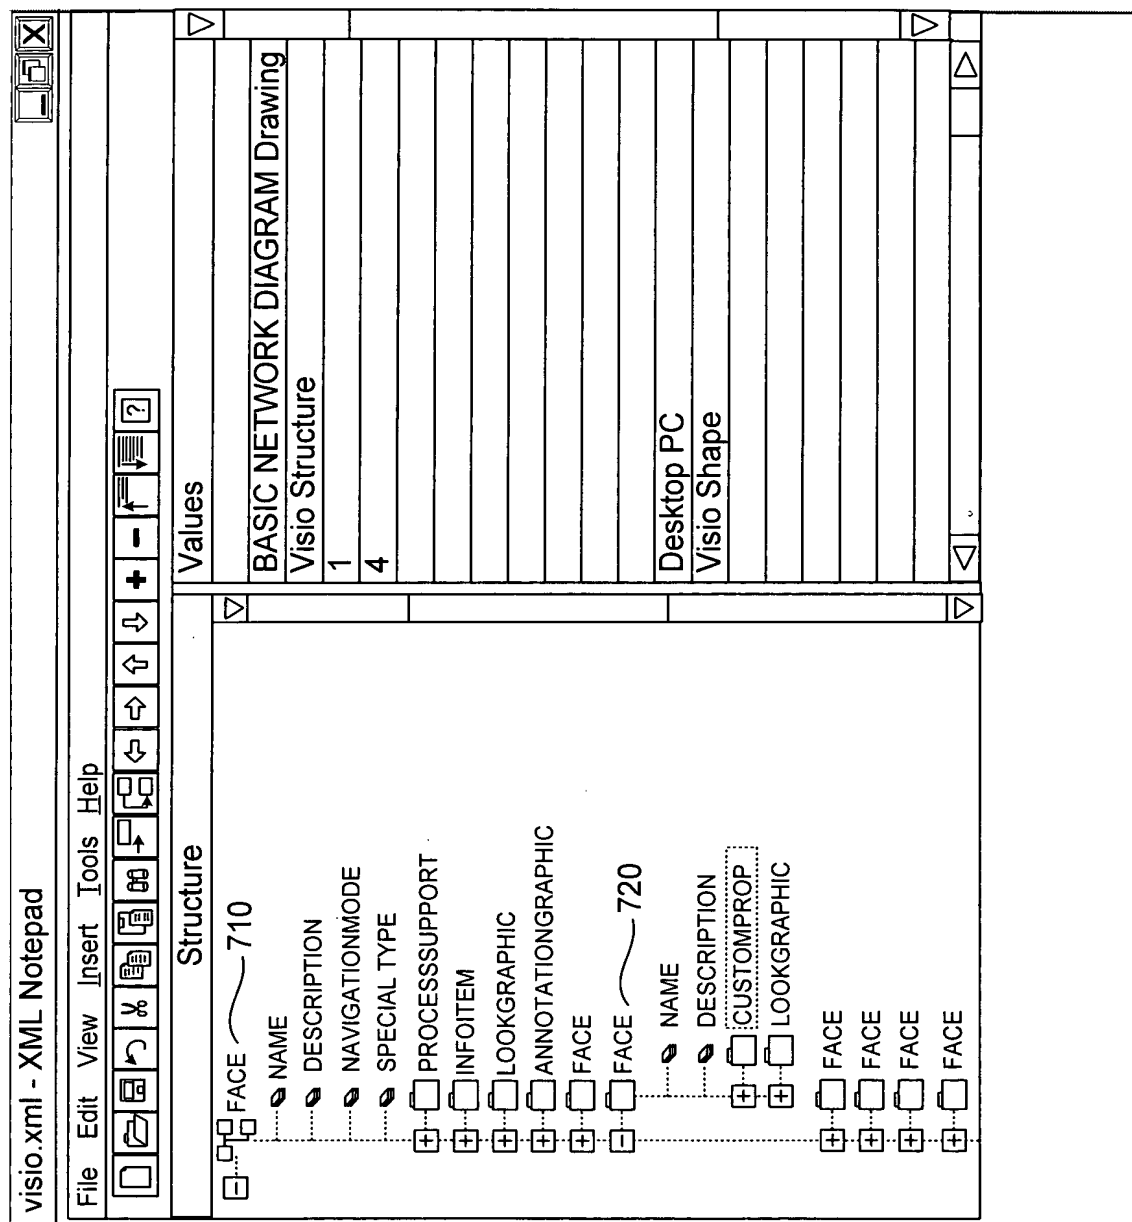 visio.xml - XML Notepad
File Edit View Insert Tools Help
?
Structure
Values
FACE 710
NAME
BASIC NETWORK DIAGRAM Drawing
DESCRIPTION
Visio Structure
NAVIGATIONMODE
1
SPECIAL TYPE
4
PROCESSSUPPORT
INFOITEM
LOOKGRAPHIC
ANNOTATIONGRAPHIC
FACE
FACE 720
NAME
Desktop PC
DESCRIPTION
Visio Shape
CUSTOMPROP
LOOKGRAPHIC
FACE
FACE
FACE
FACE